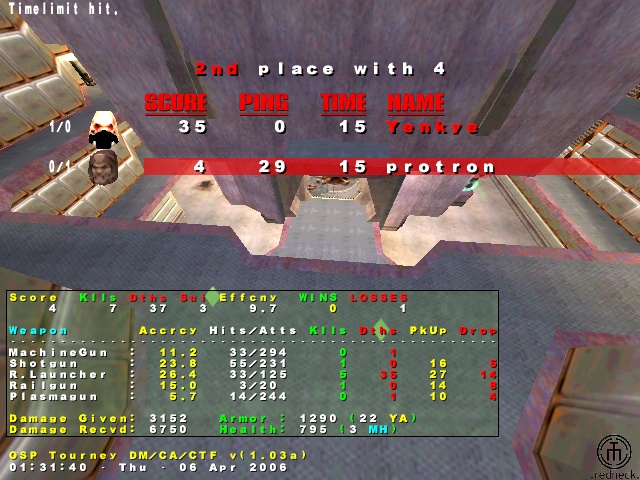 Timelimit hit.
2nd place with 4
SCORE PING TIME NAME
1/0 35 0 15 Yenkye
0/1 4 29 15 protron
Score Klls Dths Sui Effcny WINS LOSSES
4 7 37 3 9.7 0 1
Weapon Accrcy Hits/Atts Klls Dths PkUp Drop
MachineGun : 11.2 33/294 0 1
Shotgun : 23.8 55/231 1 0 16 5
R.Launcher : 26.4 33/125 5 35 27 14
Railgun : 15.0 3/20 1 0 14 8
Plasmagun : 5.7 14/244 0 1 10 4
Damage Given: 3152 Armor : 1290 (22 YA)
Damage Recvd: 6750 Health: 795 (3 MH)
OSP Tourney DM/CA/CTF v(1.03a)
01:31:40 - Thu - 06 Apr 2006
.redneck.